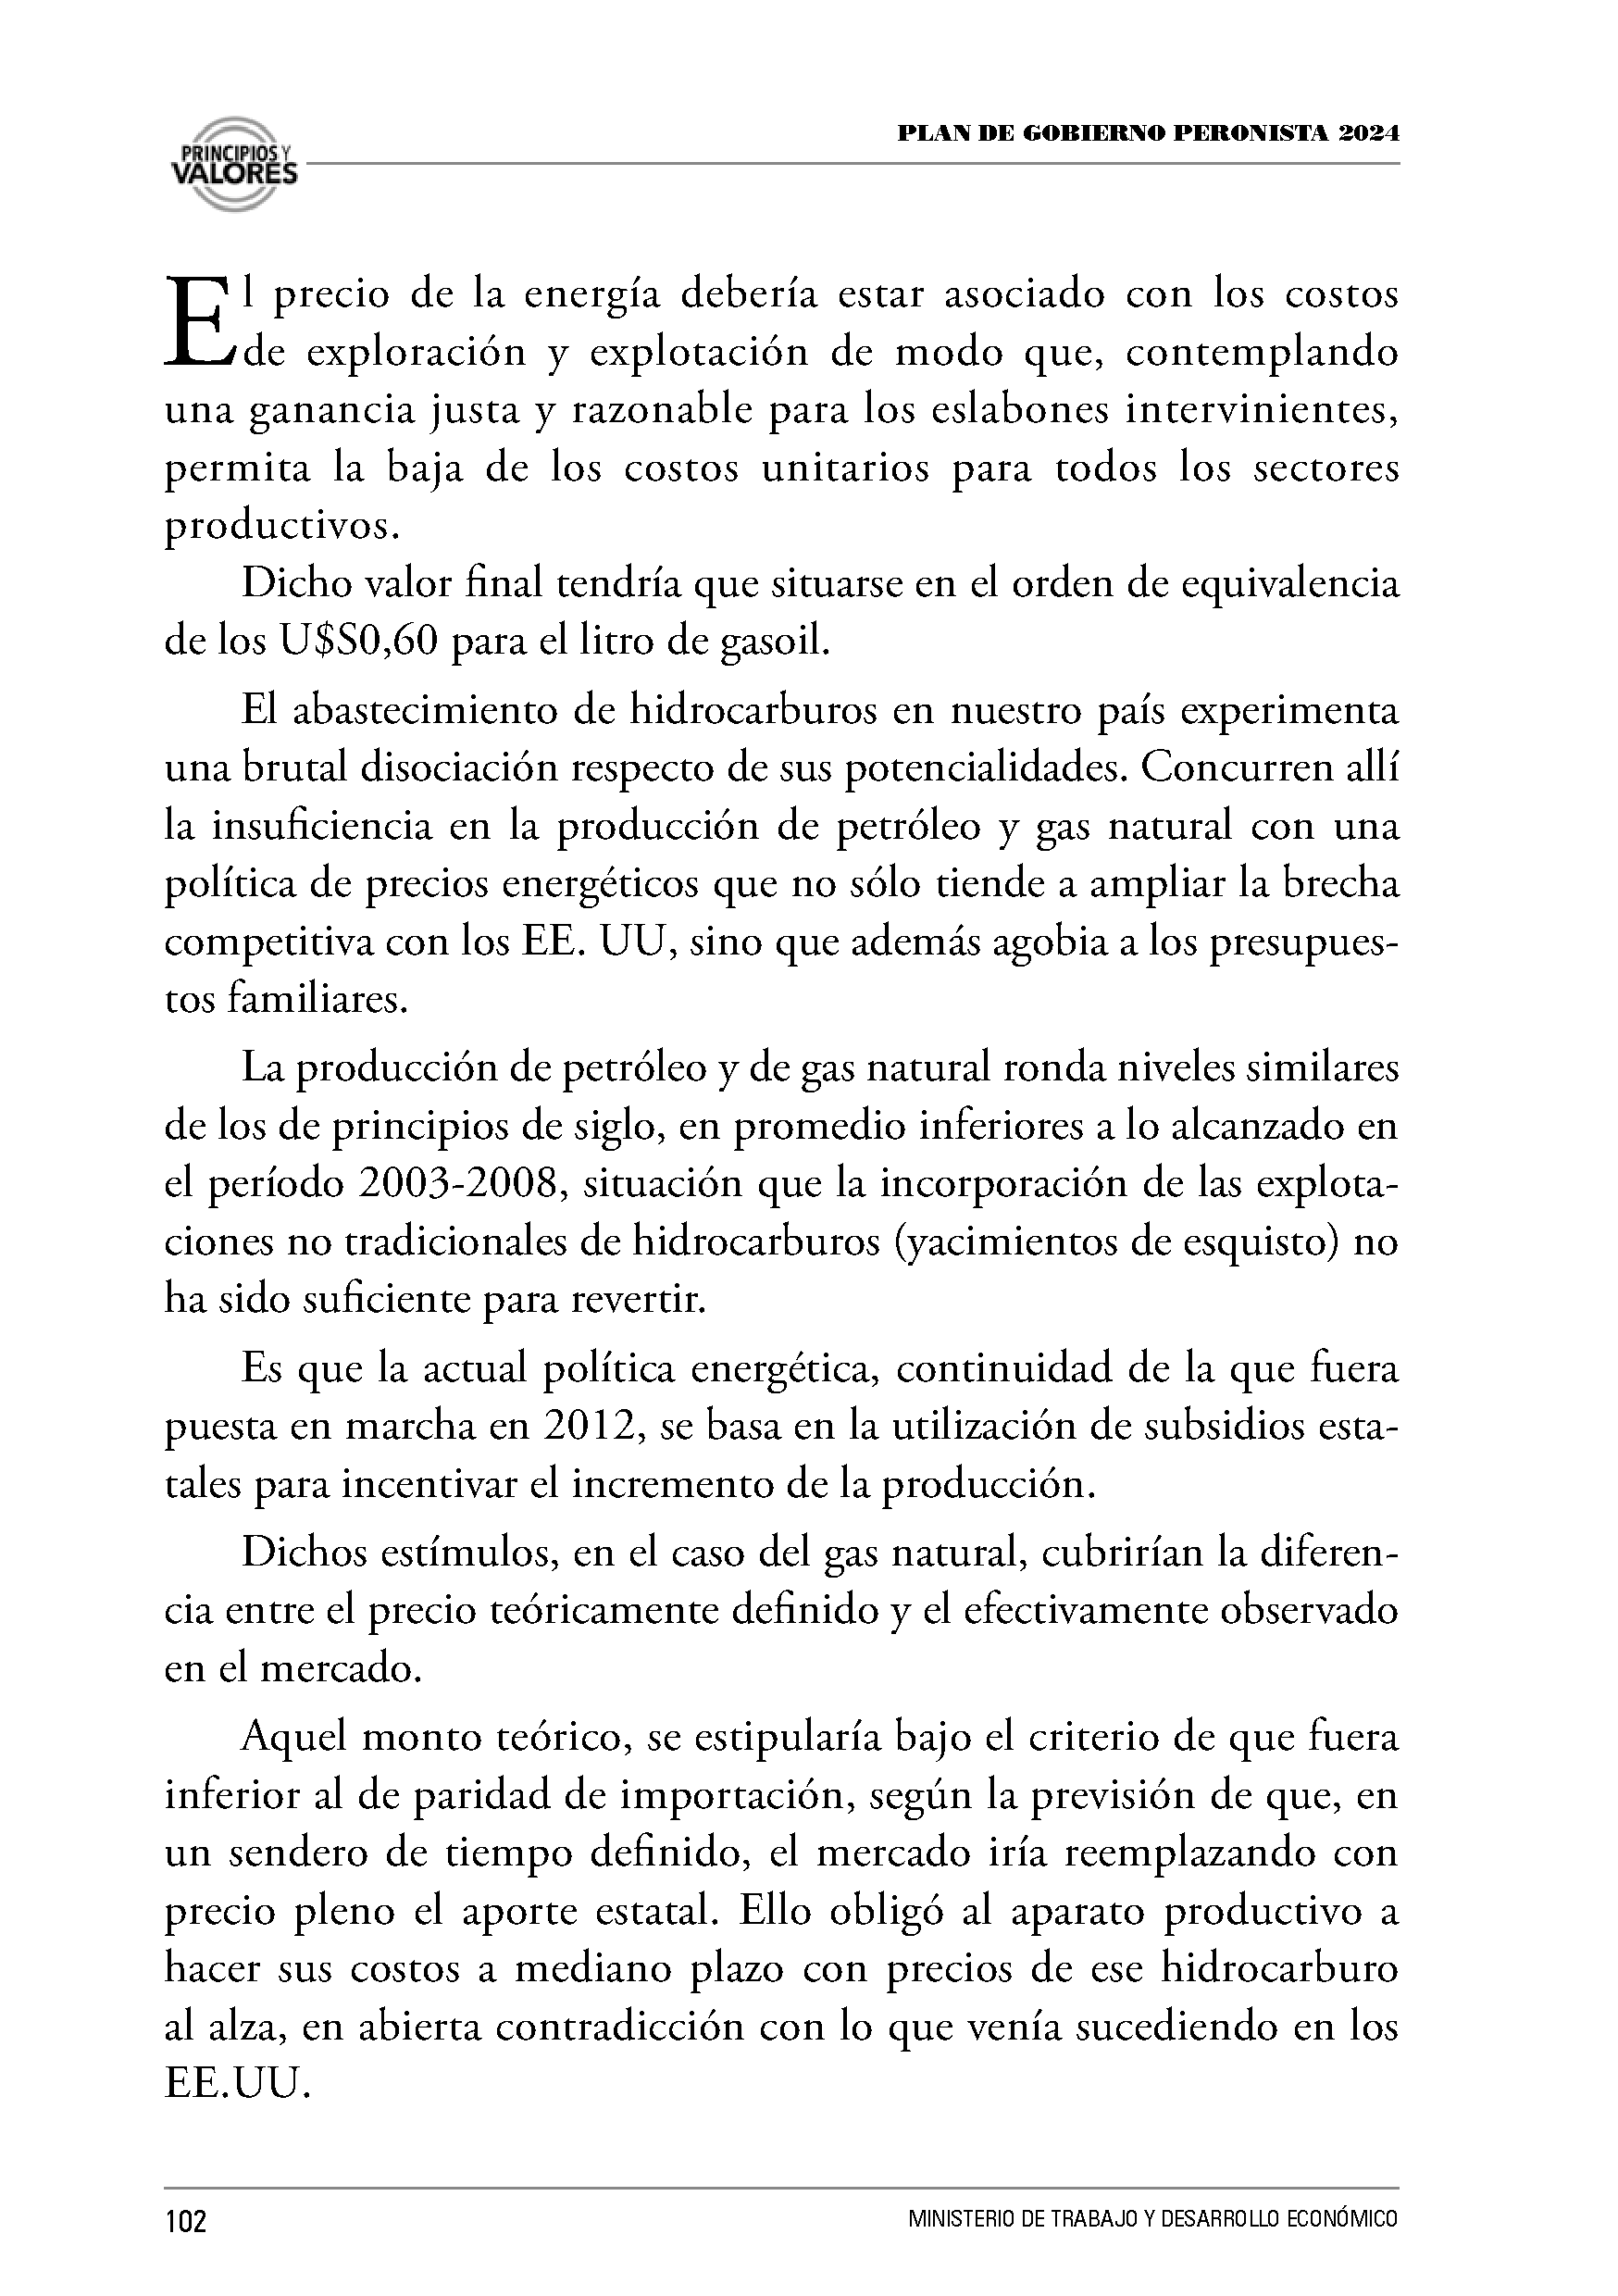 PRINCIPIOS Y
VALORES
PLAN DE GOBIERNO PERONISTA 2024
El precio de la energía debería estar asociado con los costos
de exploración y explotación de modo que, contemplando
una ganancia justa y razonable para los eslabones intervinientes,
permita la baja de los costos unitarios para todos los sectores
productivos.
Dicho valor final tendría que situarse en el orden de equivalencia
de los U$S0,60 para el litro de gasoil.
El abastecimiento de hidrocarburos en nuestro país experimenta
una brutal disociación respecto de sus potencialidades. Concurren allí
la insuficiencia en la producción de petróleo y gas natural con una
política de precios energéticos que no sólo tiende a ampliar la brecha
competitiva con los EE. UU, sino que además agobia a los presupues-
tos familiares.
La producción de petróleo y de gas natural ronda niveles similares
de los de principios de siglo, en promedio inferiores a lo alcanzado en
el período 2003-2008, situación que la incorporación de las explota-
ciones no tradicionales de hidrocarburos (yacimientos de esquisto) no
ha sido suficiente para revertir.
Es que la actual política energética, continuidad de la que fuera
puesta en marcha en 2012, se basa en la utilización de subsidios esta-
tales para incentivar el incremento de la producción.
Dichos estímulos, en el caso del gas natural, cubrirían la diferen-
cia entre el precio teóricamente definido y el efectivamente observado
en el mercado.
Aquel monto teórico, se estipularía bajo el criterio de que fuera
inferior al de paridad de importación, según la previsión de que, en
un sendero de tiempo definido, el mercado iría reemplazando con
precio pleno el aporte estatal. Ello obligó al aparato productivo a
hacer sus costos a mediano plazo con precios de ese hidrocarburo
al alza, en abierta contradicción con lo que venía sucediendo en los
EE.UU.
102
MINISTERIO DE TRABAJO Y DESARROLLO ECONÓMICO